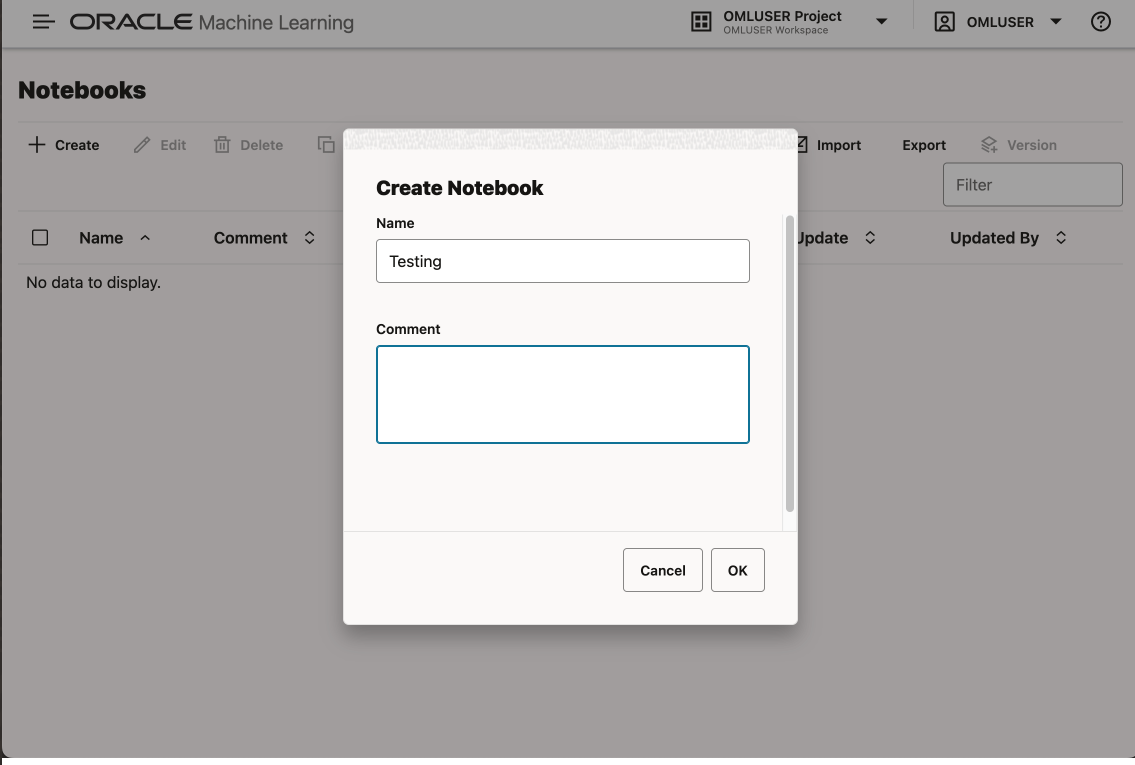 ORACLE Machine Learning
OMLUSER Project
OMLUSER Workspace
OMLUSER
Notebooks
Create
Edit
Delete
Import
Export
Version
Filter
Name
Comment
Update
Updated By
No data to display.
Create Notebook
Name
Testing
Comment
Cancel
OK